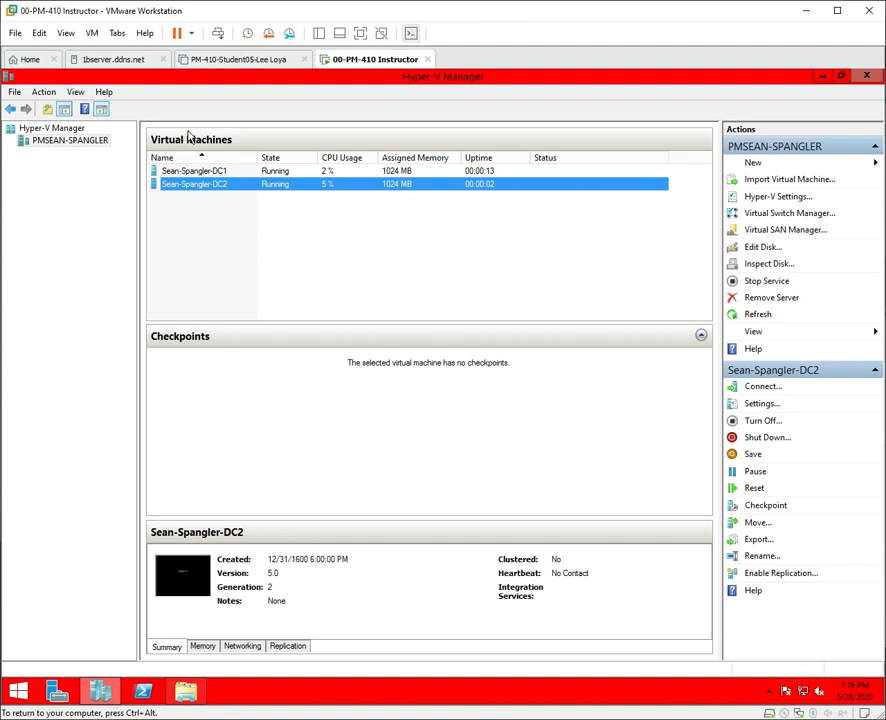 00-PM-410 Instructor - VMware Workstation
File Edit View VM Tabs Help
Home 1bserver.ddns.net PM-410-Student05-Lee Loya 00-PM-410 Instructor
Hyper-V Manager
File Action View Help
Hyper-V Manager
PMSEAN-SPANGLER
Virtual Machines
Name State CPU Usage Assigned Memory Uptime Status
Sean-Spangler-DC1 Running 2 % 1024 MB 00:00:13
Sean-Spangler-DC2 Running 5 % 1024 MB 00:00:02
Checkpoints
The selected virtual machine has no checkpoints.
Sean-Spangler-DC2
Created: 12/31/1600 6:00:00 PM
Version: 5.0
Generation: 2
Notes: None
Clustered: No
Heartbeat: No Contact
Integration
Services:
Summary Memory Networking Replication
Actions
PMSEAN-SPANGLER
New
Import Virtual Machine...
Hyper-V Settings...
Virtual Switch Manager...
Virtual SAN Manager...
Edit Disk...
Inspect Disk...
Stop Service
Remove Server
Refresh
View
Help
Sean-Spangler-DC2
Connect...
Settings...
Turn Off...
Shut Down...
Save
Pause
Reset
Checkpoint
Move...
Export...
Rename...
Enable Replication...
Help
7:16 PM
5/28/2020
To return to your computer, press Ctrl+Alt.